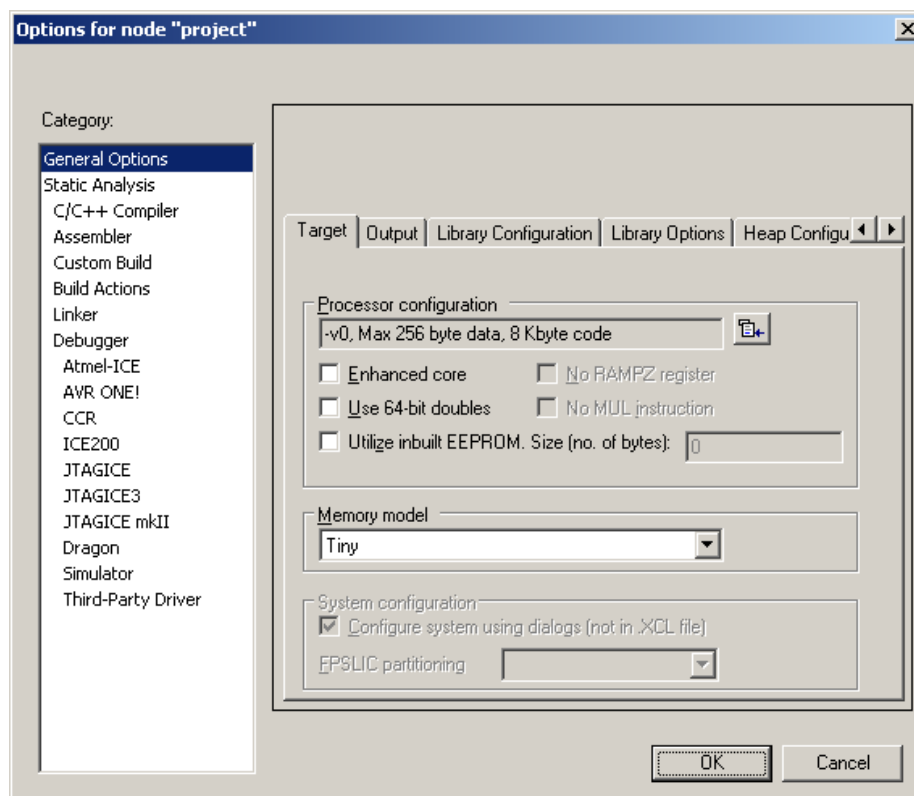 Options for node "project"
Category:
General Options
Static Analysis
C/C++ Compiler
Assembler
Custom Build
Build Actions
Linker
Debugger
Atmel-ICE
AVR ONE!
CCR
ICE200
JTAGICE
JTAGICE3
JTAGICE mkII
Dragon
Simulator
Third-Party Driver
Target Output Library Configuration Library Options Heap Configu
Processor configuration
-v0, Max 256 byte data, 8 Kbyte code
Enhanced core No RAMPZ register
Use 64-bit doubles No MUL instruction
Utilize inbuilt EEPROM. Size (no. of bytes): 0
Memory model
Tiny
System configuration
Configure system using dialogs (not in .XCL file)
FPSLIC partitioning
OK Cancel